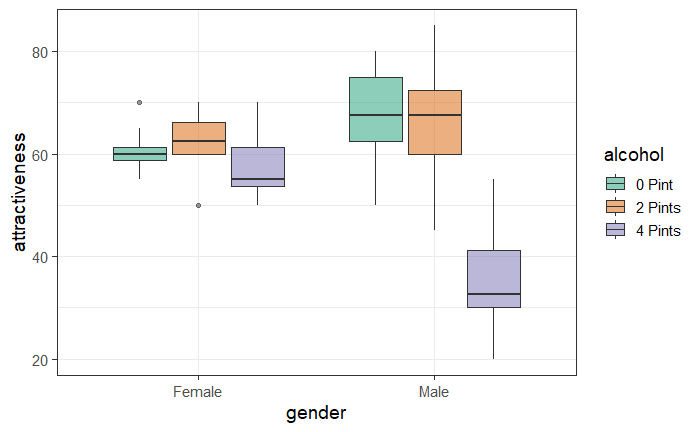 attractiveness
80
60
40
20
Female
Male
gender
alcohol
0 Pint
2 Pints
4 Pints